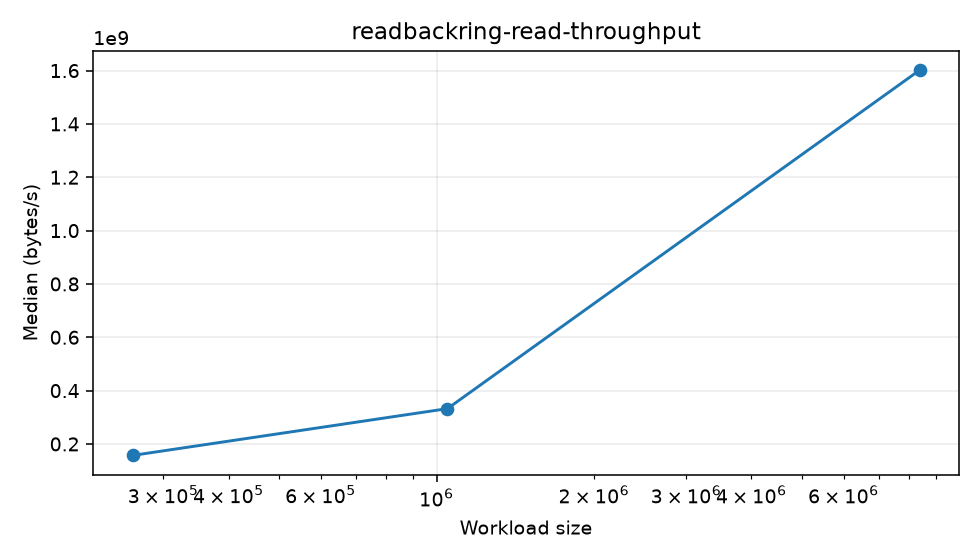 readbackring-read-throughput
1e9
Median (bytes/s)
1.6
1.4
1.2
1.0
0.8
0.6
0.4
0.2
3 × 10⁵ 4 × 10⁵ 6 × 10⁵ 10⁶ 2 × 10⁶ 3 × 10⁶ 4 × 10⁶ 6 × 10⁶
Workload size